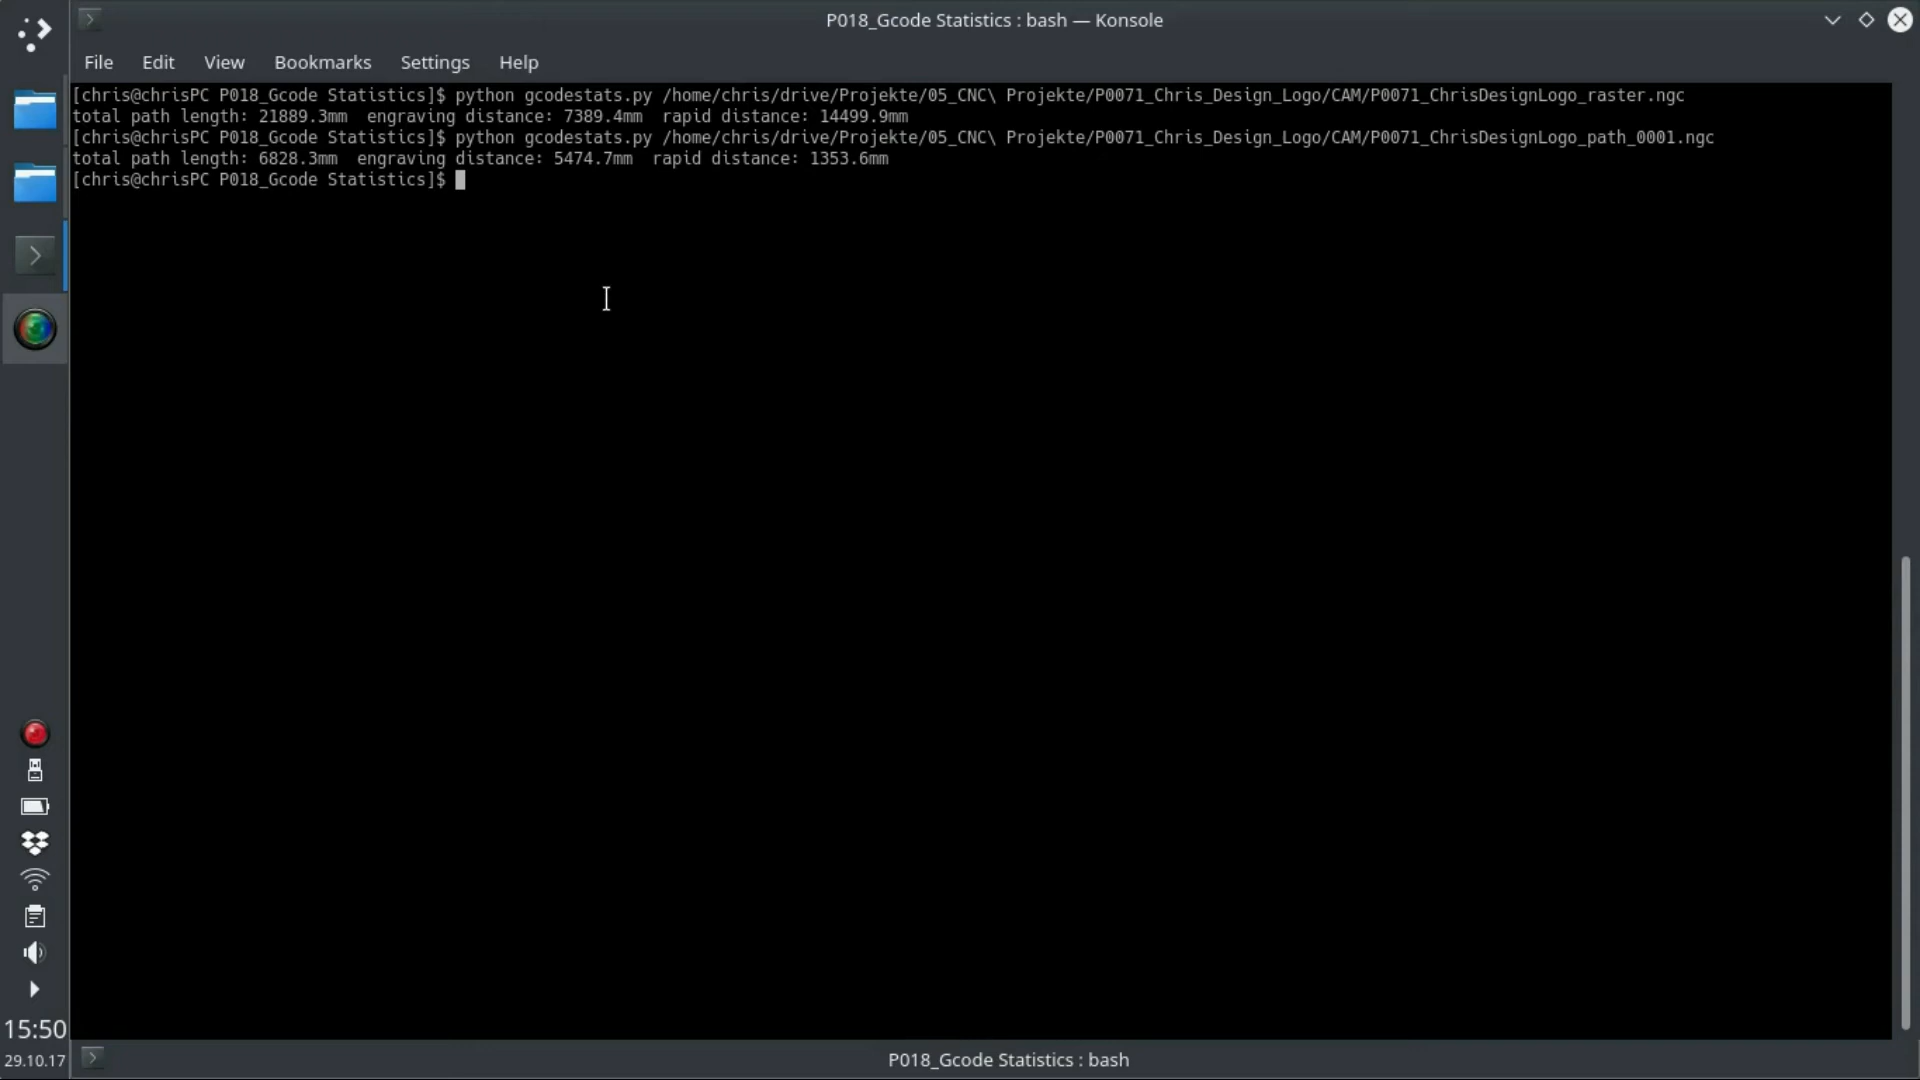 P018_Gcode Statistics : bash — Konsole
File Edit View Bookmarks Settings Help
[chris@chrisPC P018_Gcode Statistics]$ python gcodestats.py /home/chris/drive/Projekte/05_CNC\ Projekte/P0071_Chris_Design_Logo/CAM/P0071_ChrisDesignLogo_raster.ngc
total path length: 21889.3mm  engraving distance: 7389.4mm  rapid distance: 14499.9mm
[chris@chrisPC P018_Gcode Statistics]$ python gcodestats.py /home/chris/drive/Projekte/05_CNC\ Projekte/P0071_Chris_Design_Logo/CAM/P0071_ChrisDesignLogo_path_0001.ngc
total path length: 6828.3mm  engraving distance: 5474.7mm  rapid distance: 1353.6mm
[chris@chrisPC P018_Gcode Statistics]$
15:50
29.10.17
P018_Gcode Statistics : bash